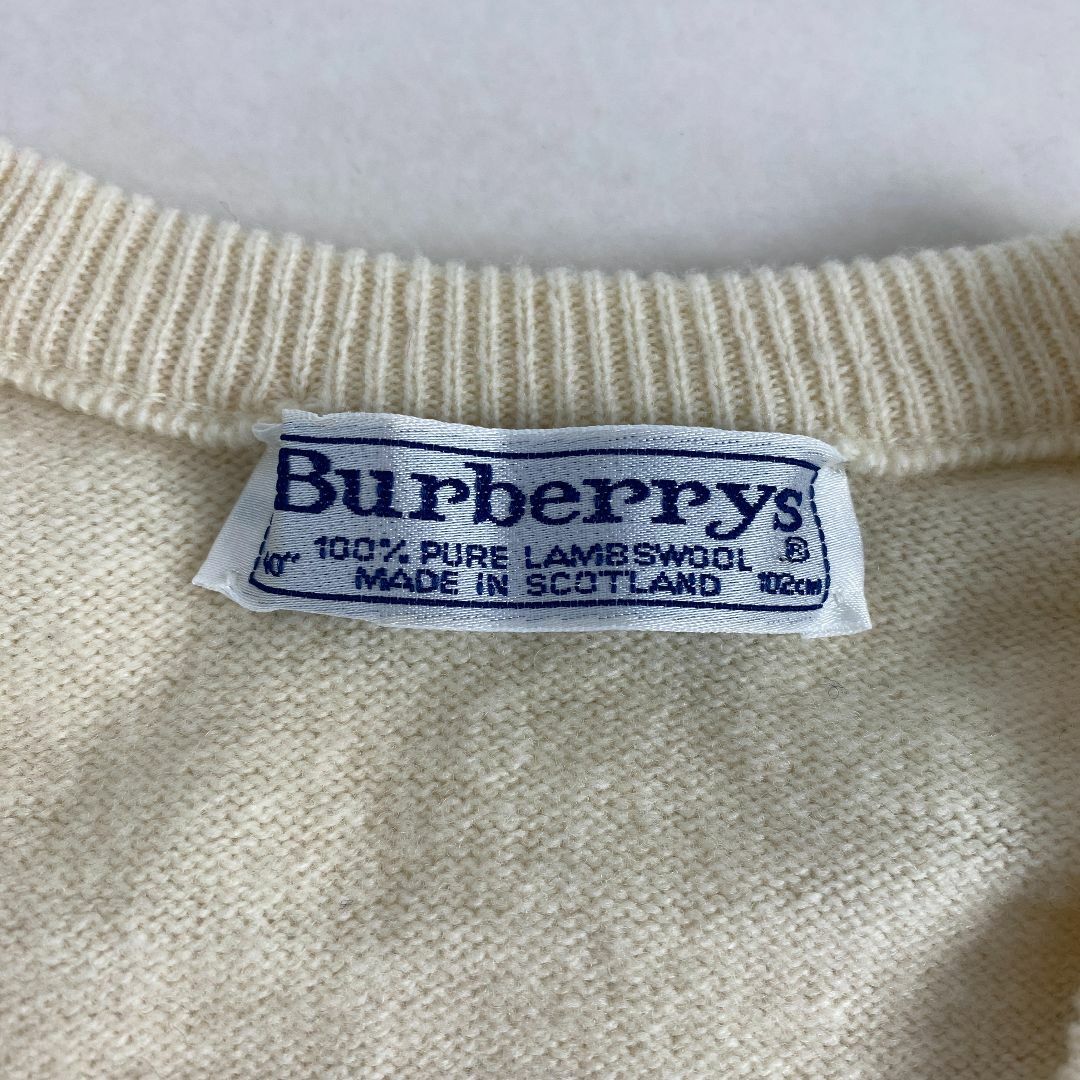 Burberrys
100% PURE LAMBSWOOL ®
40" MADE IN SCOTLAND 102cm